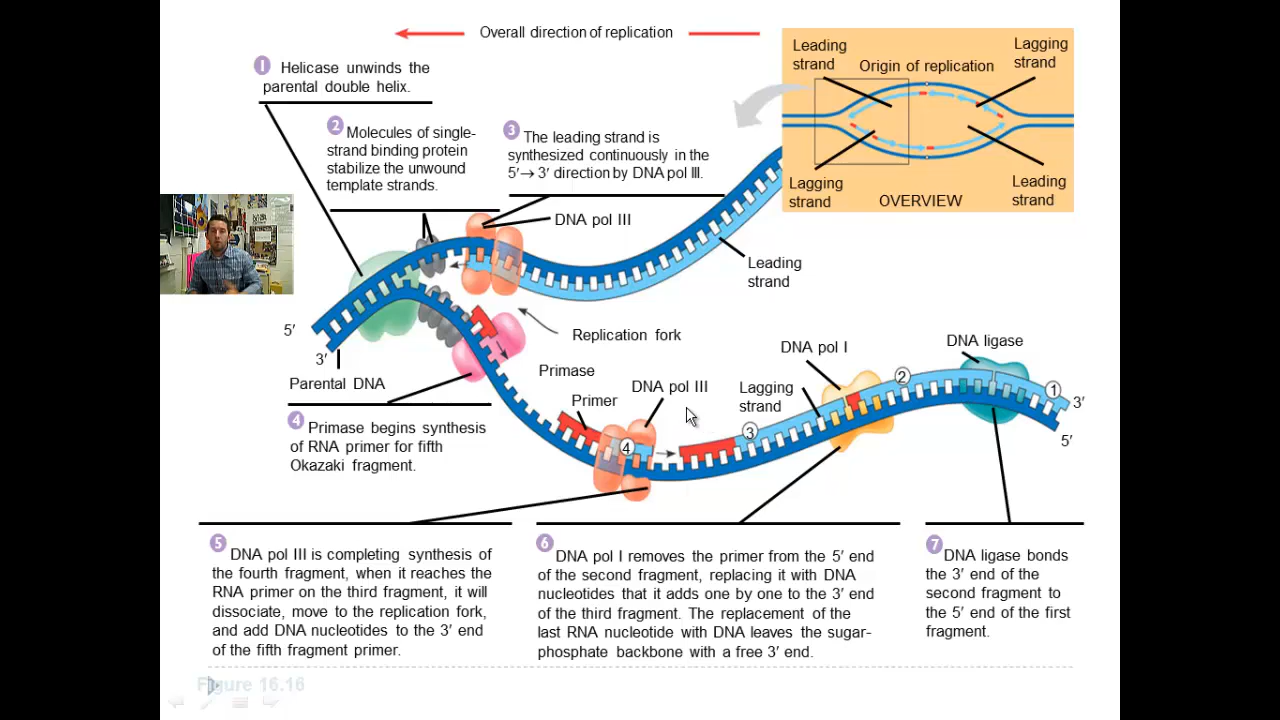 Overall direction of replication
1 Helicase unwinds the
parental double helix.
2 Molecules of single-
strand binding protein
stabilize the unwound
template strands.
3 The leading strand is
synthesized continuously in the
5′→ 3′ direction by DNA pol III.
Leading
strand
Lagging
strand
Origin of replication
Lagging
strand
Leading
strand
OVERVIEW
DNA pol III
Leading
strand
Replication fork
5′
3′
Parental DNA
Primase
Primer
DNA pol III
Lagging
strand
DNA pol I
DNA ligase
4
3
2
1
3′
5′
4 Primase begins synthesis
of RNA primer for fifth
Okazaki fragment.
5 DNA pol III is completing synthesis of
the fourth fragment, when it reaches the
RNA primer on the third fragment, it will
dissociate, move to the replication fork,
and add DNA nucleotides to the 3′ end
of the fifth fragment primer.
6 DNA pol I removes the primer from the 5′ end
of the second fragment, replacing it with DNA
nucleotides that it adds one by one to the 3′ end
of the third fragment. The replacement of the
last RNA nucleotide with DNA leaves the sugar-
phosphate backbone with a free 3′ end.
7 DNA ligase bonds
the 3′ end of the
second fragment to
the 5′ end of the first
fragment.
Figure 16.16